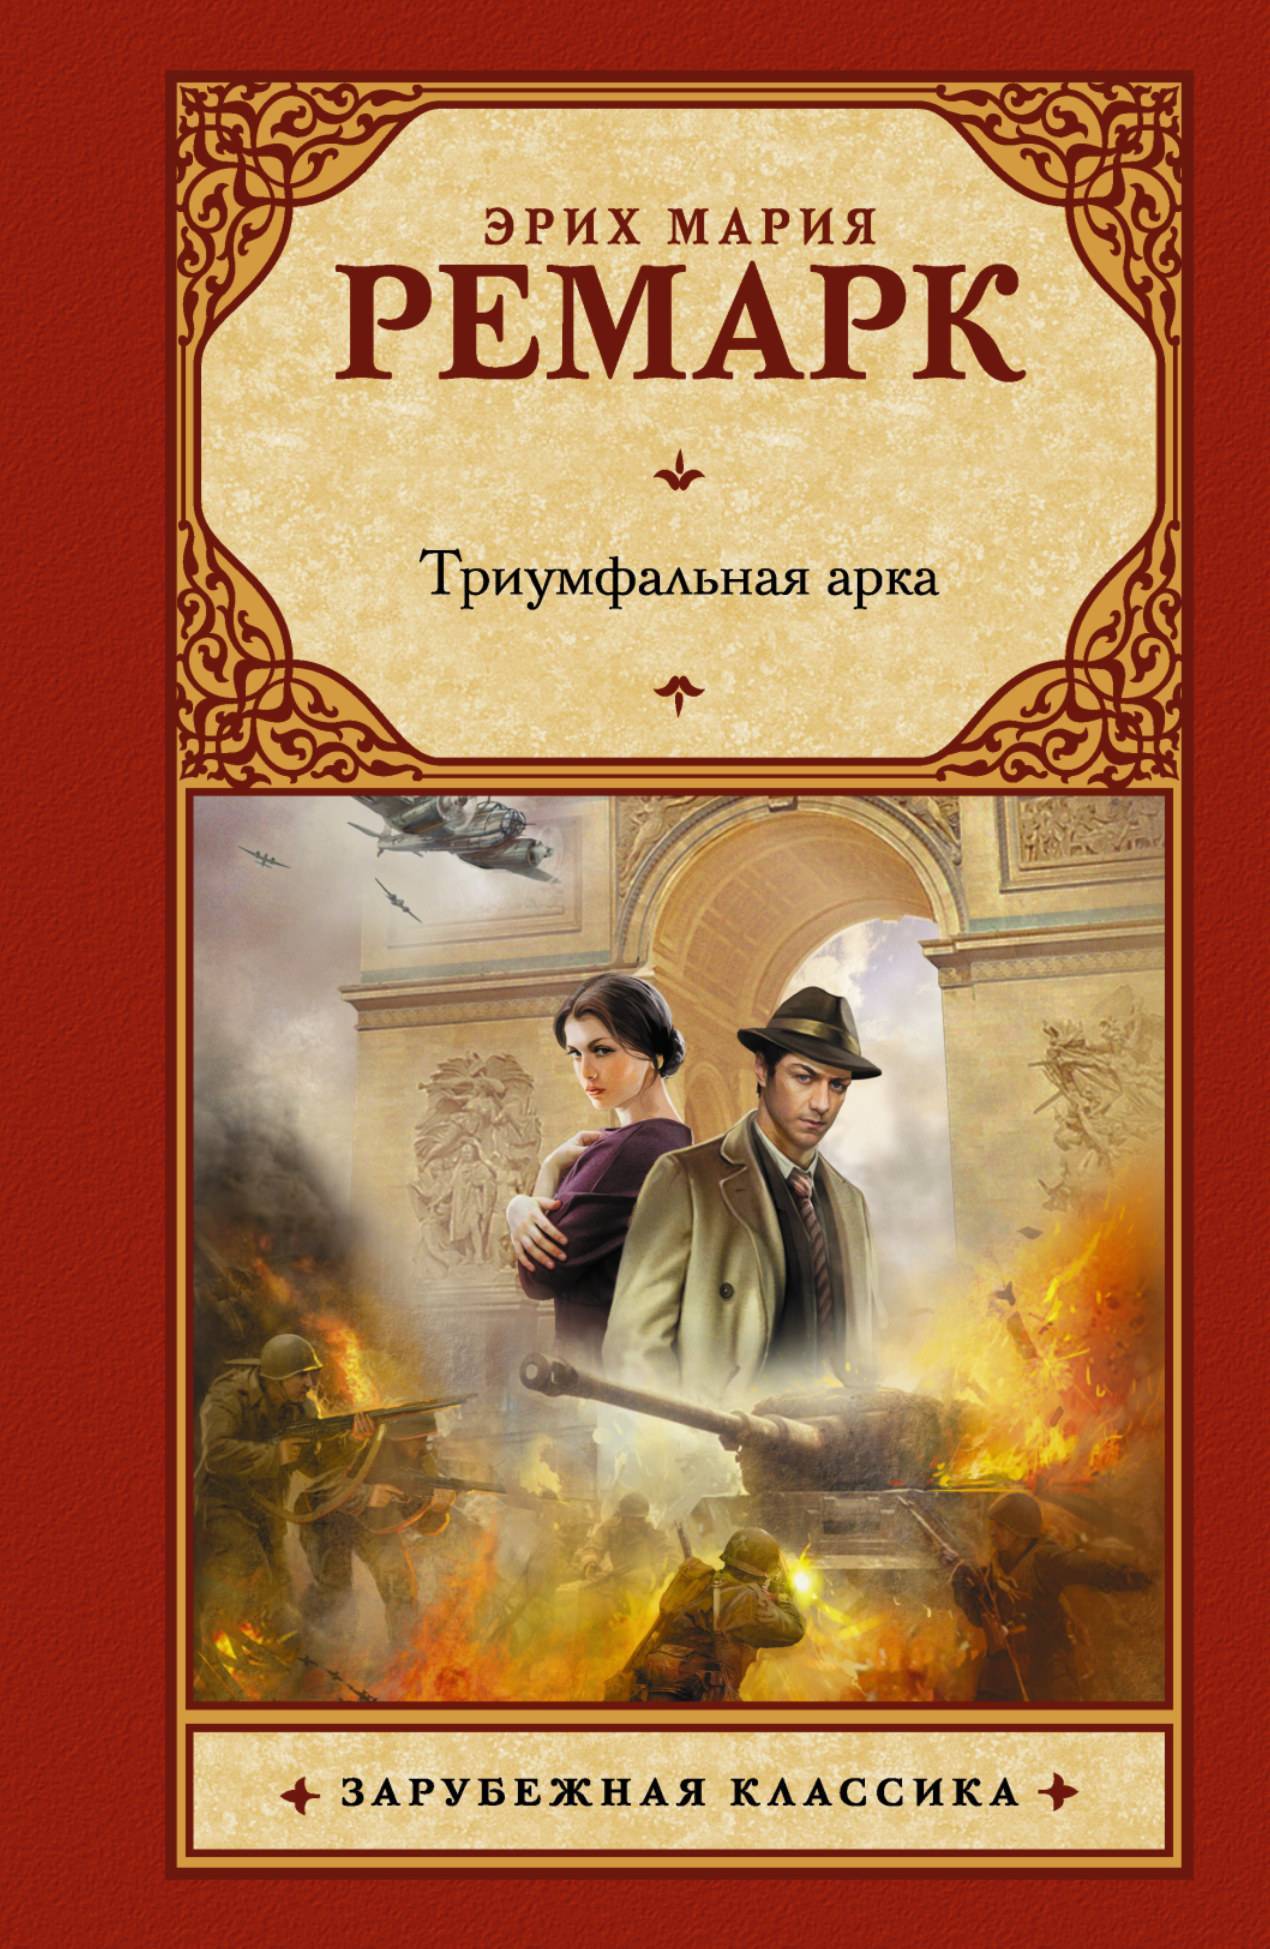 ЭРИХ МАРИЯ
РЕМАРК
Триумфальная арка
ЗАРУБЕЖНАЯ КЛАССИКА